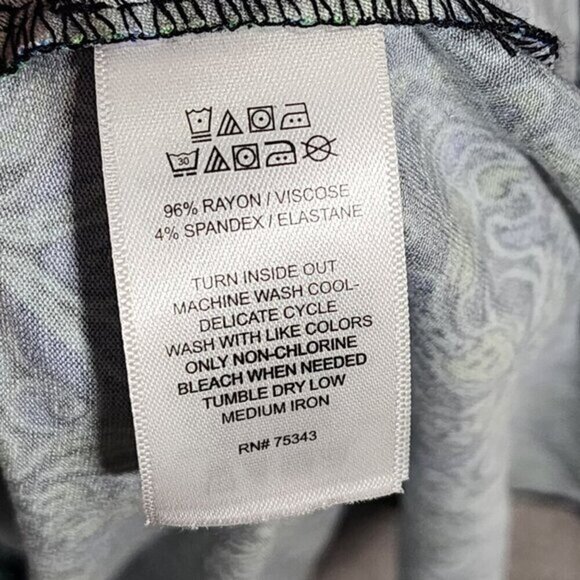 30
96% RAYON / VISCOSE
4% SPANDEX / ELASTANE
TURN INSIDE OUT
MACHINE WASH COOL-
DELICATE CYCLE
WASH WITH LIKE COLORS
ONLY NON-CHLORINE
BLEACH WHEN NEEDED
TUMBLE DRY LOW
MEDIUM IRON
RN# 75343